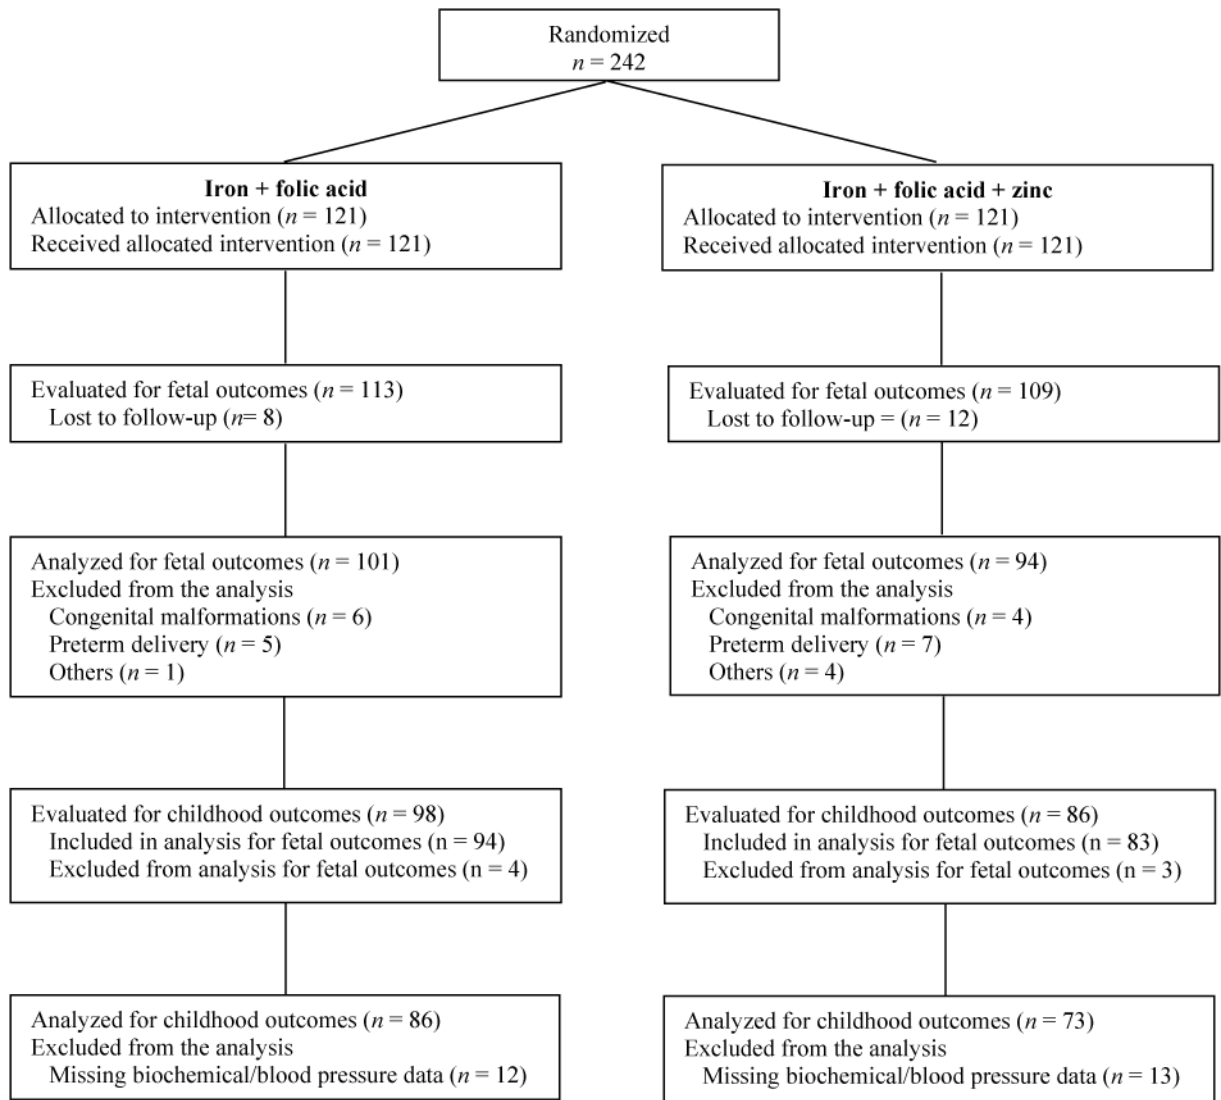 Randomized
n = 242
Iron + folic acid
Allocated to intervention (n = 121)
Received allocated intervention (n = 121)
Iron + folic acid + zinc
Allocated to intervention (n = 121)
Received allocated intervention (n = 121)
Evaluated for fetal outcomes (n = 113)
Lost to follow-up (n= 8)
Evaluated for fetal outcomes (n = 109)
Lost to follow-up = (n = 12)
Analyzed for fetal outcomes (n = 101)
Excluded from the analysis
Congenital malformations (n = 6)
Preterm delivery (n = 5)
Others (n = 1)
Analyzed for fetal outcomes (n = 94)
Excluded from the analysis
Congenital malformations (n = 4)
Preterm delivery (n = 7)
Others (n = 4)
Evaluated for childhood outcomes (n = 98)
Included in analysis for fetal outcomes (n = 94)
Excluded from analysis for fetal outcomes (n = 4)
Evaluated for childhood outcomes (n = 86)
Included in analysis for fetal outcomes (n = 83)
Excluded from analysis for fetal outcomes (n = 3)
Analyzed for childhood outcomes (n = 86)
Excluded from the analysis
Missing biochemical/blood pressure data (n = 12)
Analyzed for childhood outcomes (n = 73)
Excluded from the analysis
Missing biochemical/blood pressure data (n = 13)